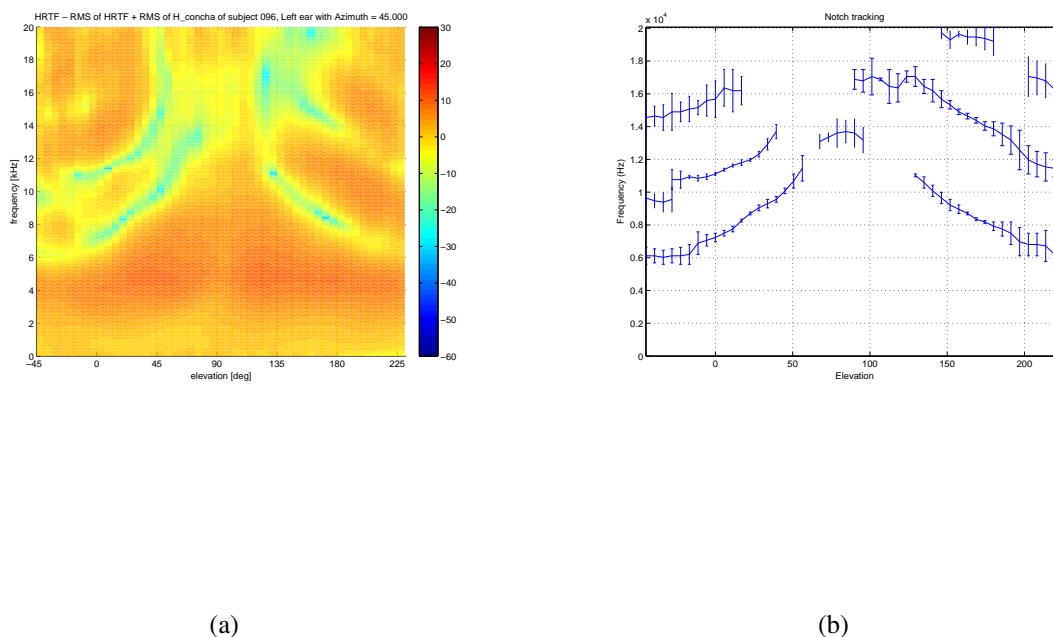 HRTF − RMS of HRTF + RMS of H_concha of subject 096, Left ear with Azimuth = 45.000
20
18
16
14
12
10
8
6
4
2
0
frequency [kHz]
−45 0 45 90 135 180 225
elevation [deg]
30
20
10
0
−10
−20
−30
−40
−50
−60
(a)
Notch tracking
x 10^4
2
1.8
1.6
1.4
1.2
1
0.8
0.6
0.4
0.2
0
Frequency (Hz)
0 50 100 150 200
Elevation
(b)